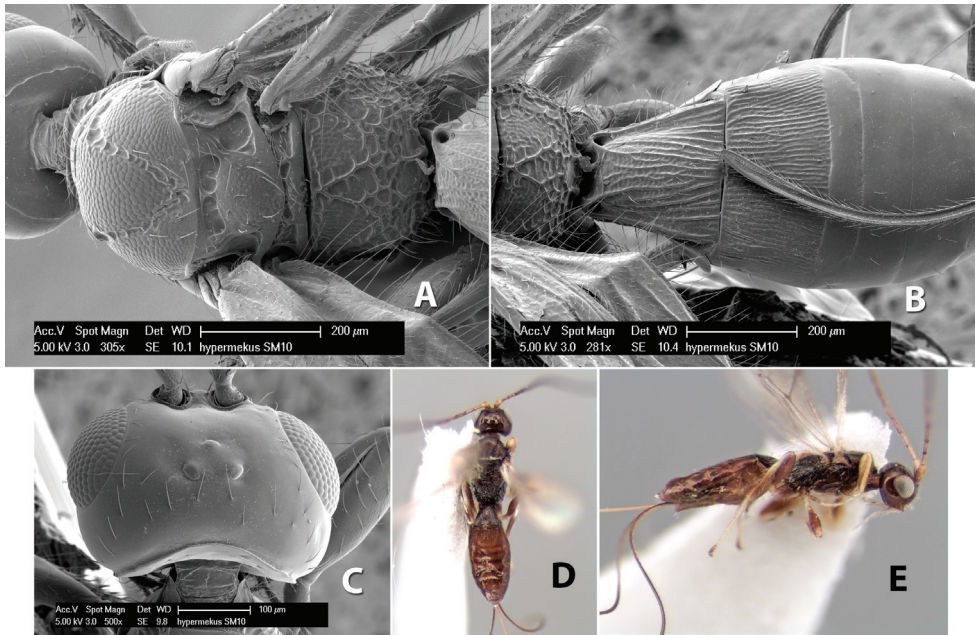 A
Acc.V Spot Magn Det WD 200 µm
5.00 kV 3.0 305x SE 10.1 hypermekus SM10
B
Acc.V Spot Magn Det WD 200 µm
5.00 kV 3.0 281x SE 10.4 hypermekus SM10
C
Acc.V Spot Magn Det WD 100 µm
5.00 kV 3.0 500x SE 9.8 hypermekus SM10
D
E